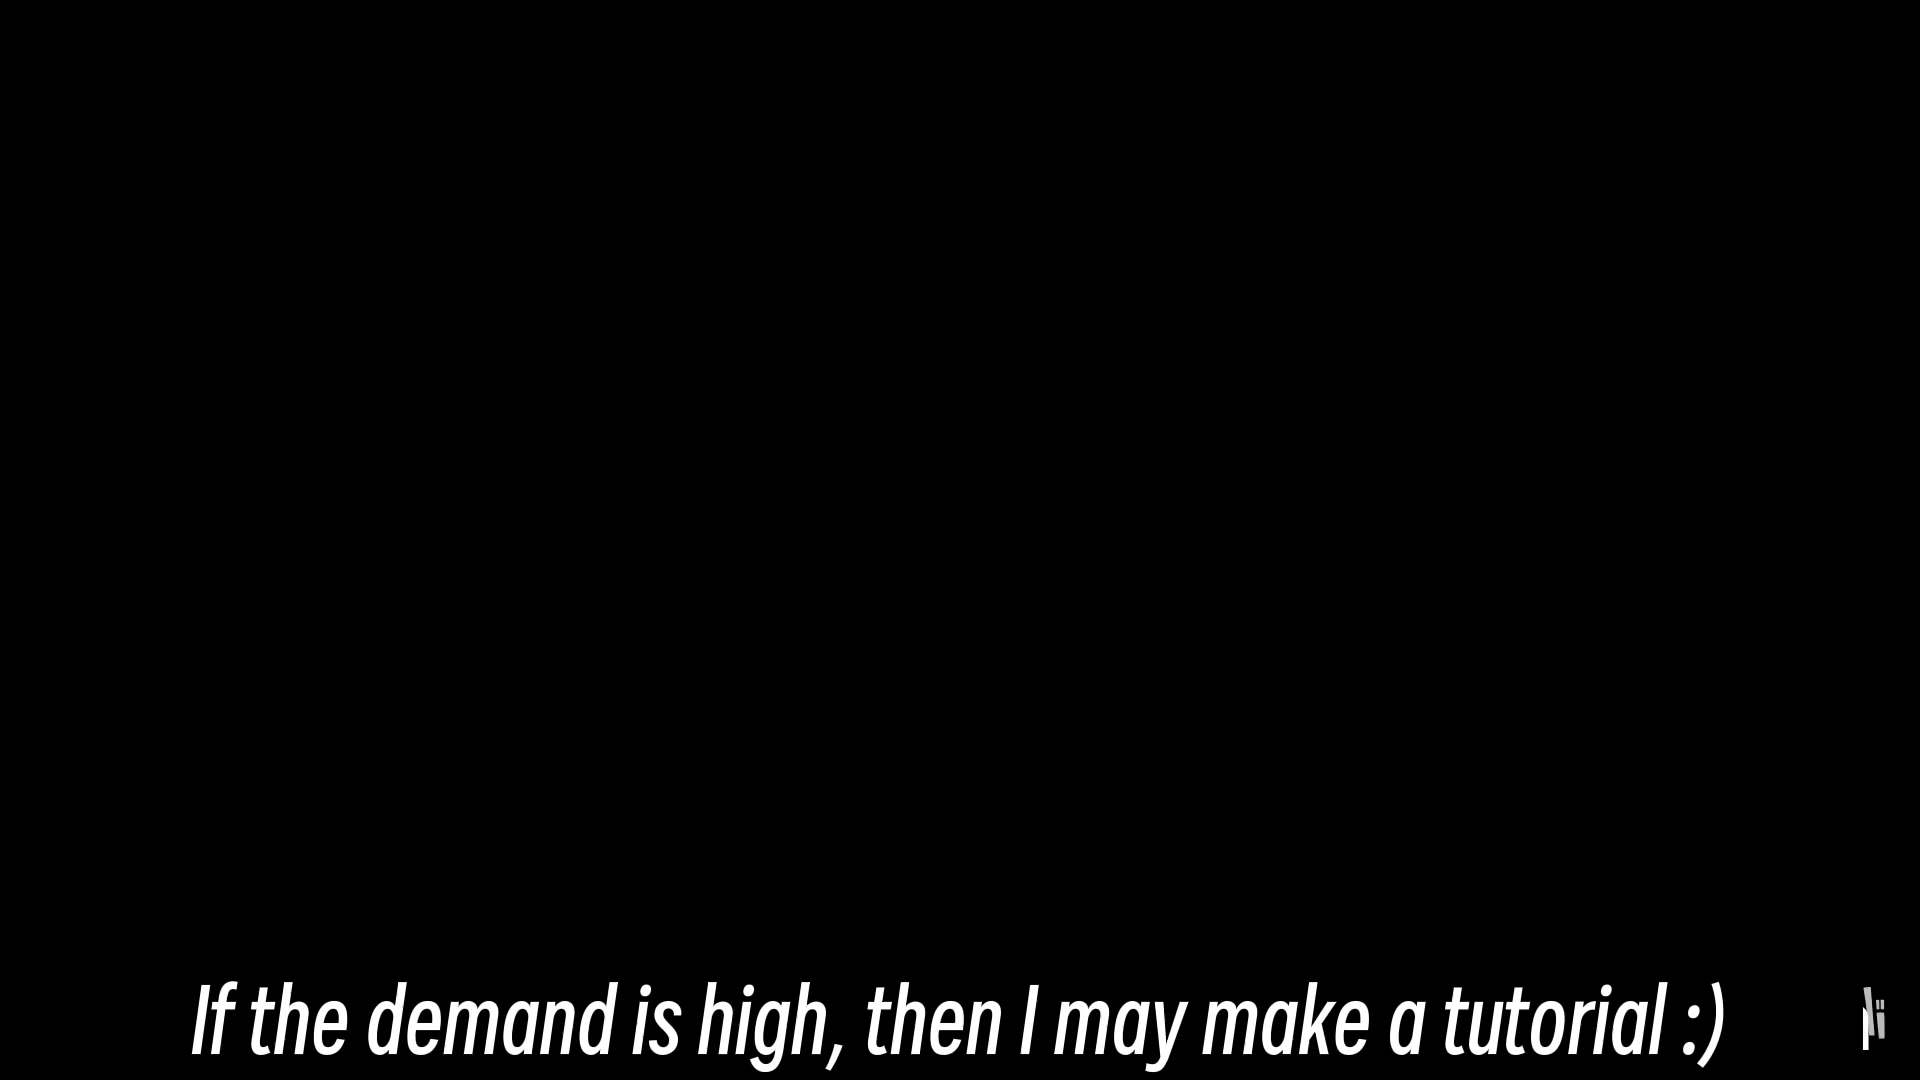 If the demand is high, then I may make a tutorial :)